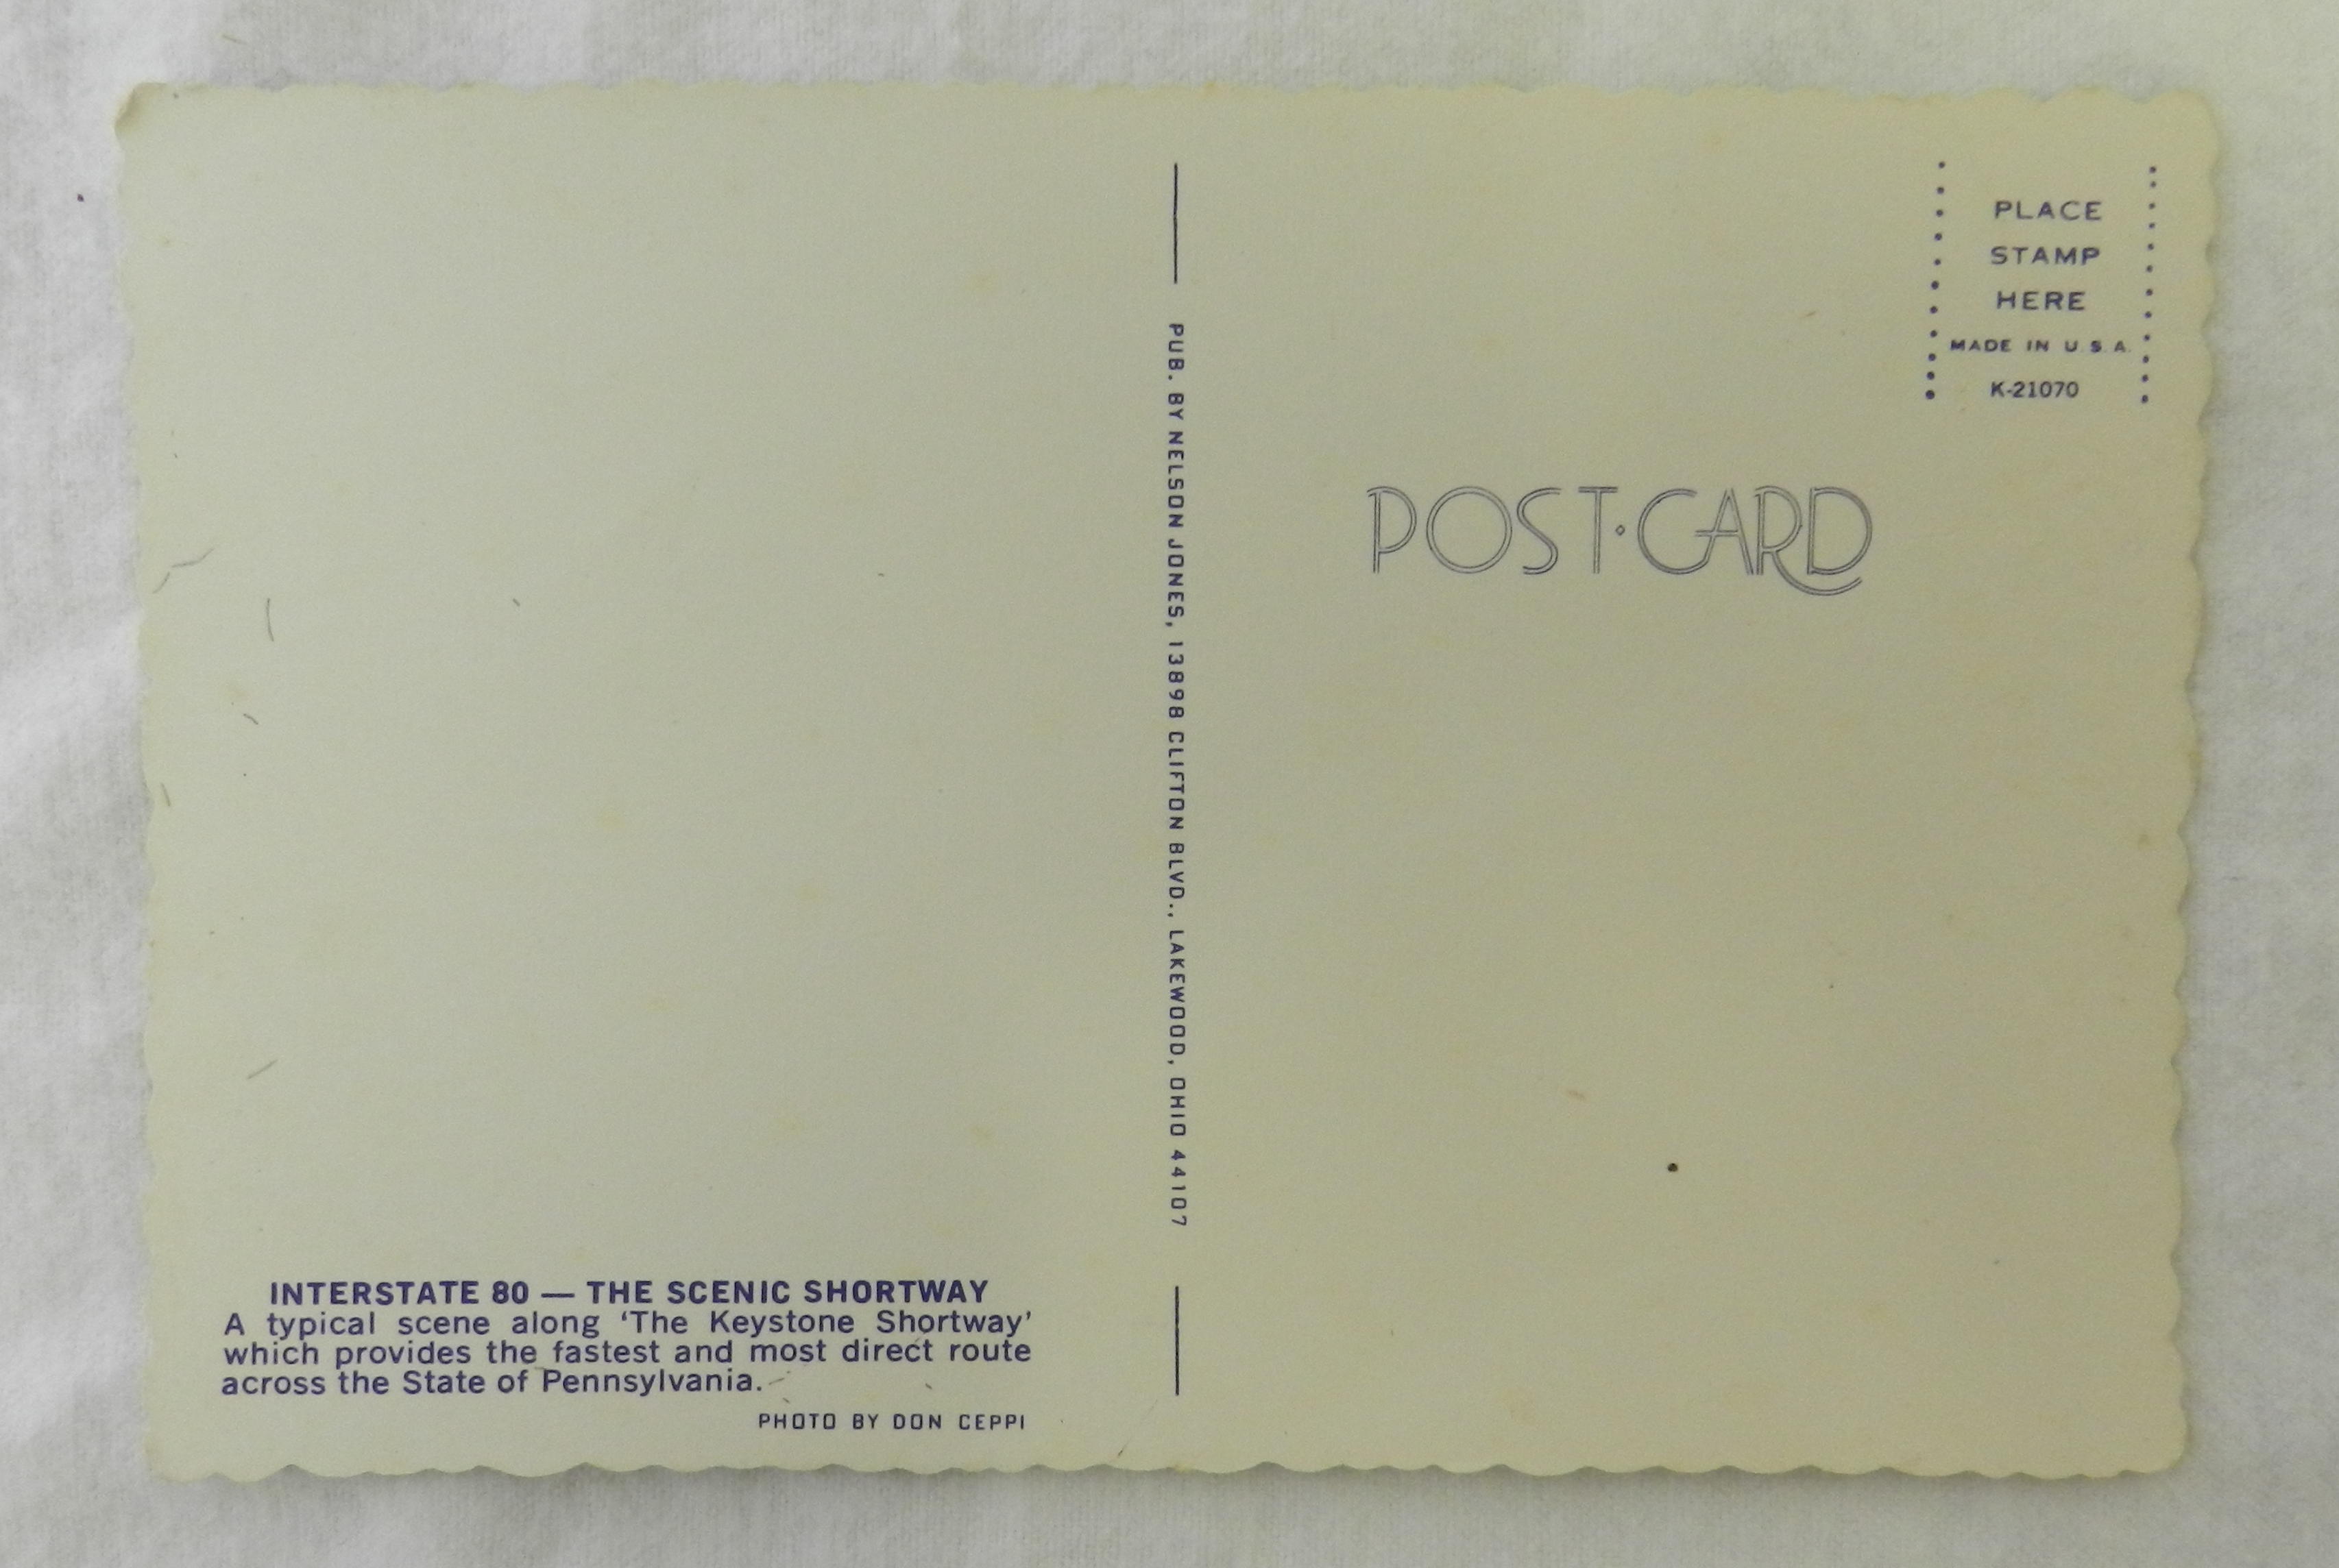 PLACE
STAMP
HERE
MADE IN U.S.A.
K-21070
POST·CARD
PUB. BY NELSON JONES, 13898 CLIFTON BLVD., LAKEWOOD, OHIO 44107
INTERSTATE 80 — THE SCENIC SHORTWAY
A typical scene along ‘The Keystone Shortway’
which provides the fastest and most direct route
across the State of Pennsylvania.
PHOTO BY DON CEPPI